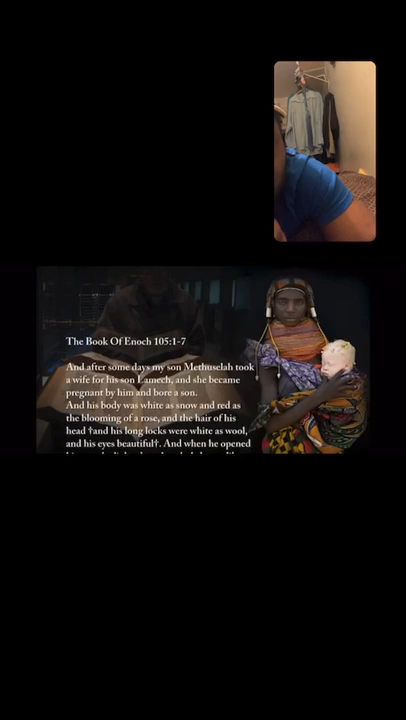 The Book Of Enoch 105:1-7
And after some days my son Methuselah took
a wife for his son Lamech, and she became
pregnant by him and bore a son.
And his body was white as snow and red as
the blooming of a rose, and the hair of his
head †and his long locks were white as wool,
and his eyes beautiful†. And when he opened